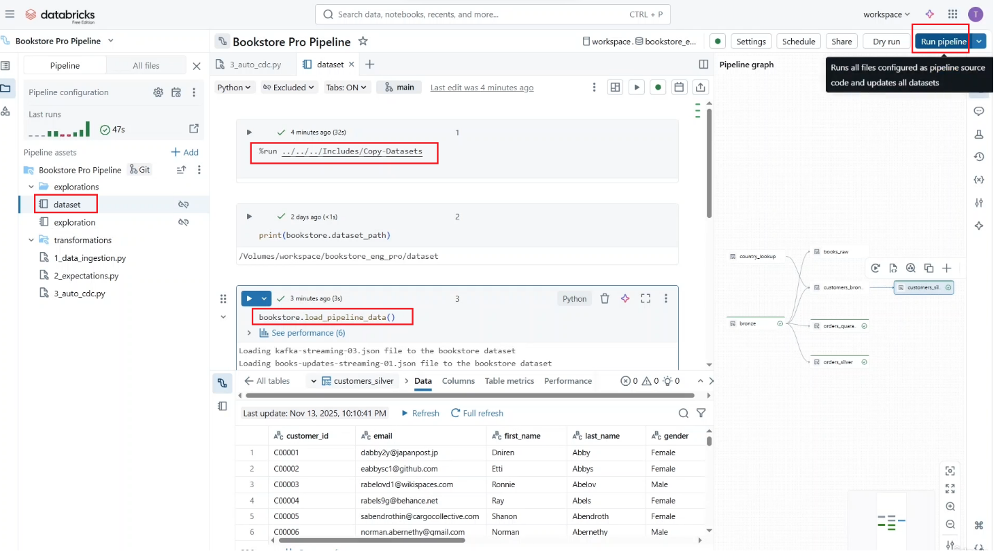 databricks
Free Edition
Search data, notebooks, recents, and more...
CTRL + P
workspace
T
Bookstore Pro Pipeline
Bookstore Pro Pipeline
workspace.
bookstore_e...
Settings
Schedule
Share
Dry run
Run pipeline
Runs all files configured as pipeline source
code and updates all datasets
Pipeline
All files
Pipeline configuration
Last runs
47s
Pipeline assets
Add
Bookstore Pro Pipeline
Git
explorations
dataset
exploration
transformations
1_data_ingestion.py
2_expectations.py
3_auto_cdc.py
3_auto_cdc.py
dataset
Python
Excluded
Tabs: ON
main
Last edit was 4 minutes ago
4 minutes ago (32s)
1
%run ../../../Includes/Copy-Datasets
2 days ago (<1s)
2
print(bookstore.dataset_path)
/Volumes/workspace/bookstore_eng_pro/dataset
3 minutes ago (3s)
3
Python
bookstore.load_pipeline_data()
See performance (6)
Loading kafka-streaming-03.json file to the bookstore dataset
Loading books-updates-streaming-01.json file to the bookstore dataset
All tables
customers_silver
Data
Columns
Table metrics
Performance
0
0
0
Last update: Nov 13, 2025, 10:10:41 PM
Refresh
Full refresh
customer_id email first_name last_name gender
1 C00001 dabby2y@japanpost.jp Dniren Abby Female
2 C00002 eabbysc1@github.com Etti Abbys Female
3 C00003 rabelovd1@wikispaces.com Ronnie Abelov Male
4 C00004 rabels9g@behance.net Ray Abels Female
5 C00005 sabendrothin@cargocollective.com Shanon Abendroth Female
6 C00006 norman.abernethy@gmail.com Norman Abernethy Male
Pipeline graph
country_lookup
books_raw
customers_bron..
customers_sil..
bronze
orders_quara..
orders_silver